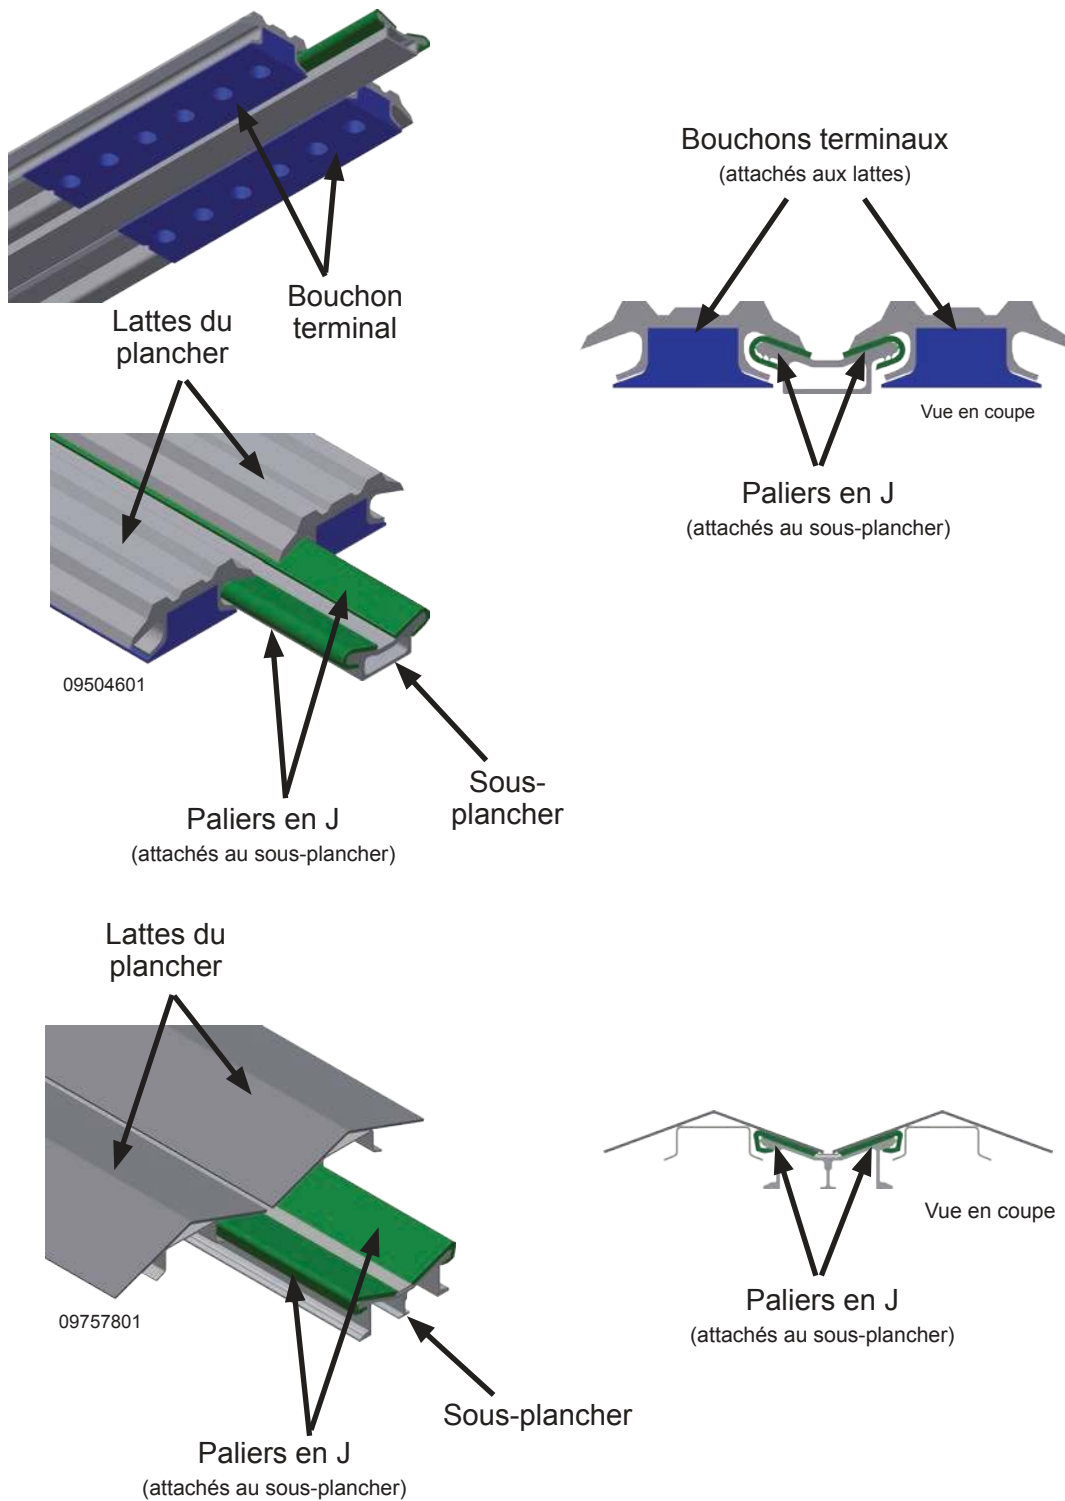 Bouchon
terminal
Lattes du
plancher
Bouchons terminaux
(attachés aux lattes)
Vue en coupe
Paliers en J
(attachés au sous-plancher)
09504601
Sous-
plancher
Paliers en J
(attachés au sous-plancher)
Lattes du
plancher
Vue en coupe
Paliers en J
(attachés au sous-plancher)
09757801
Sous-plancher
Paliers en J
(attachés au sous-plancher)